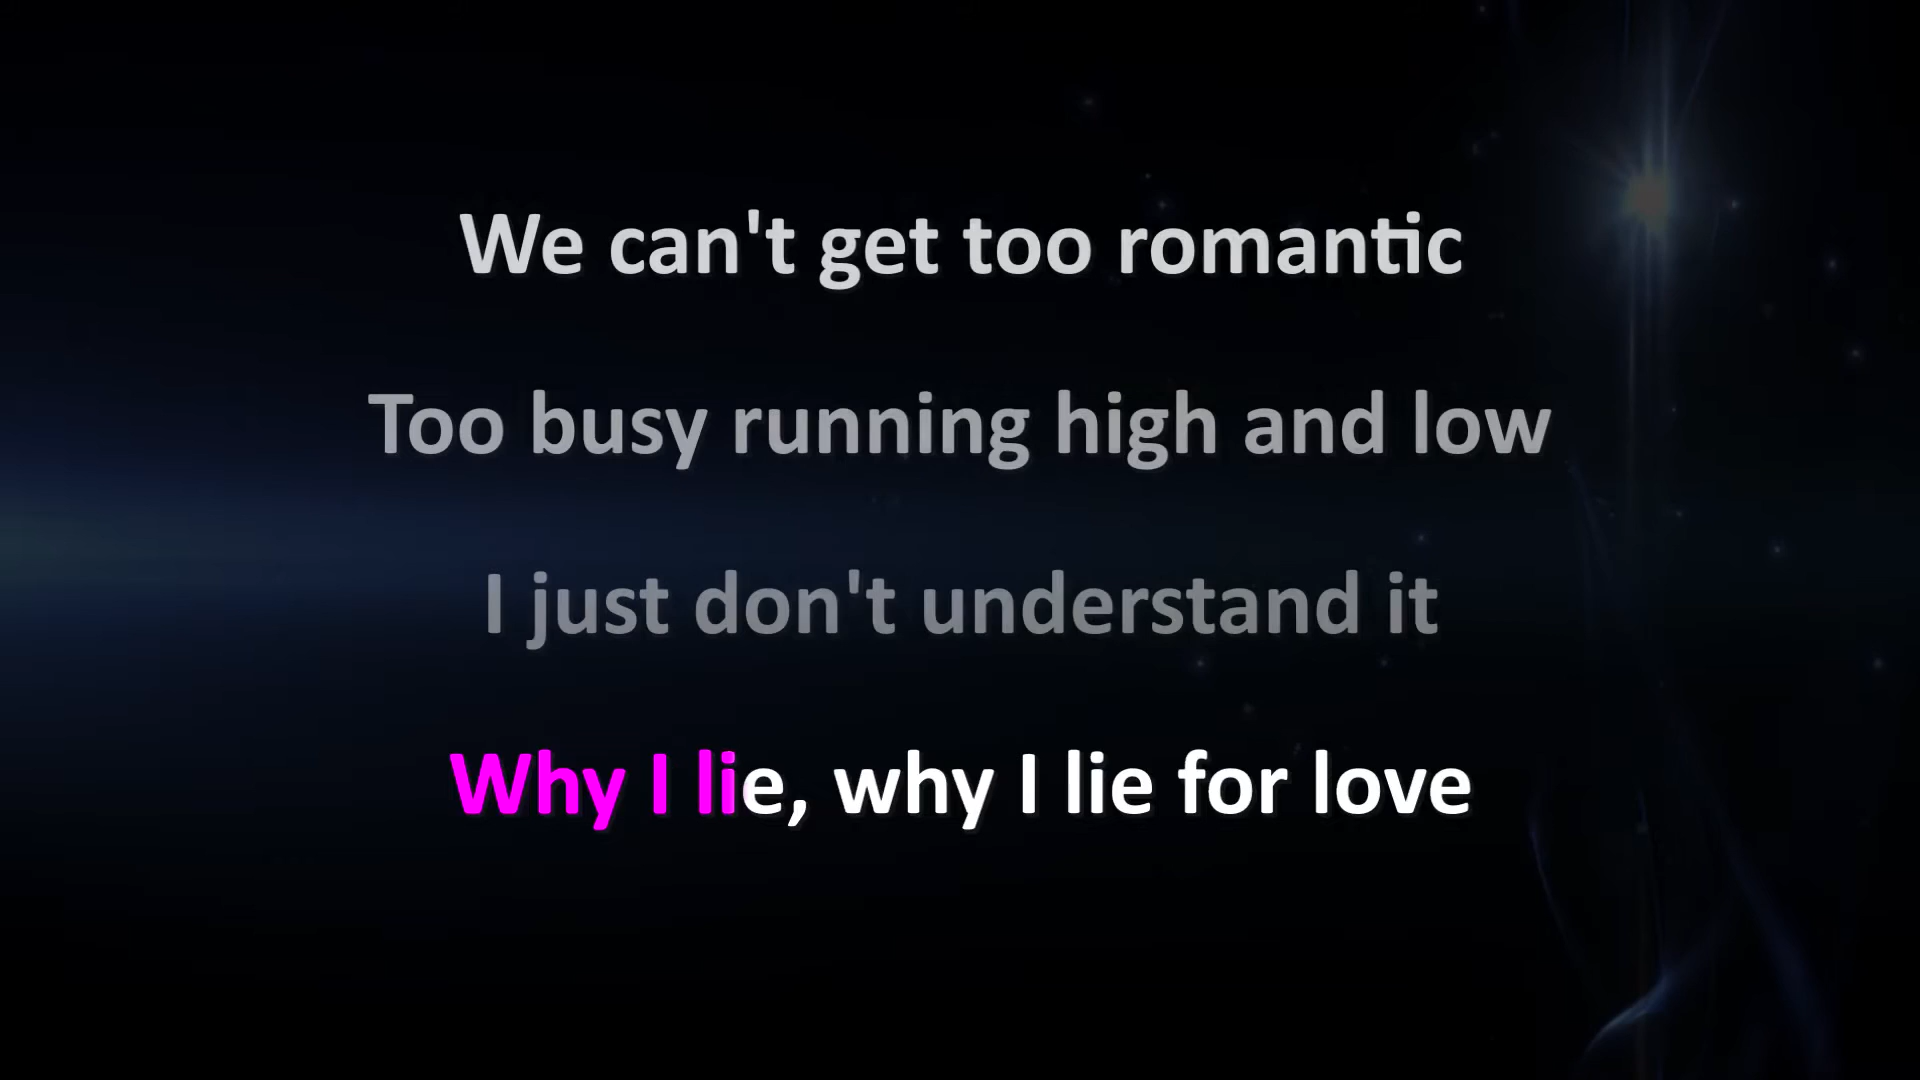 We can't get too romantic
Too busy running high and low
I just don't understand it
Why I lie, why I lie for love